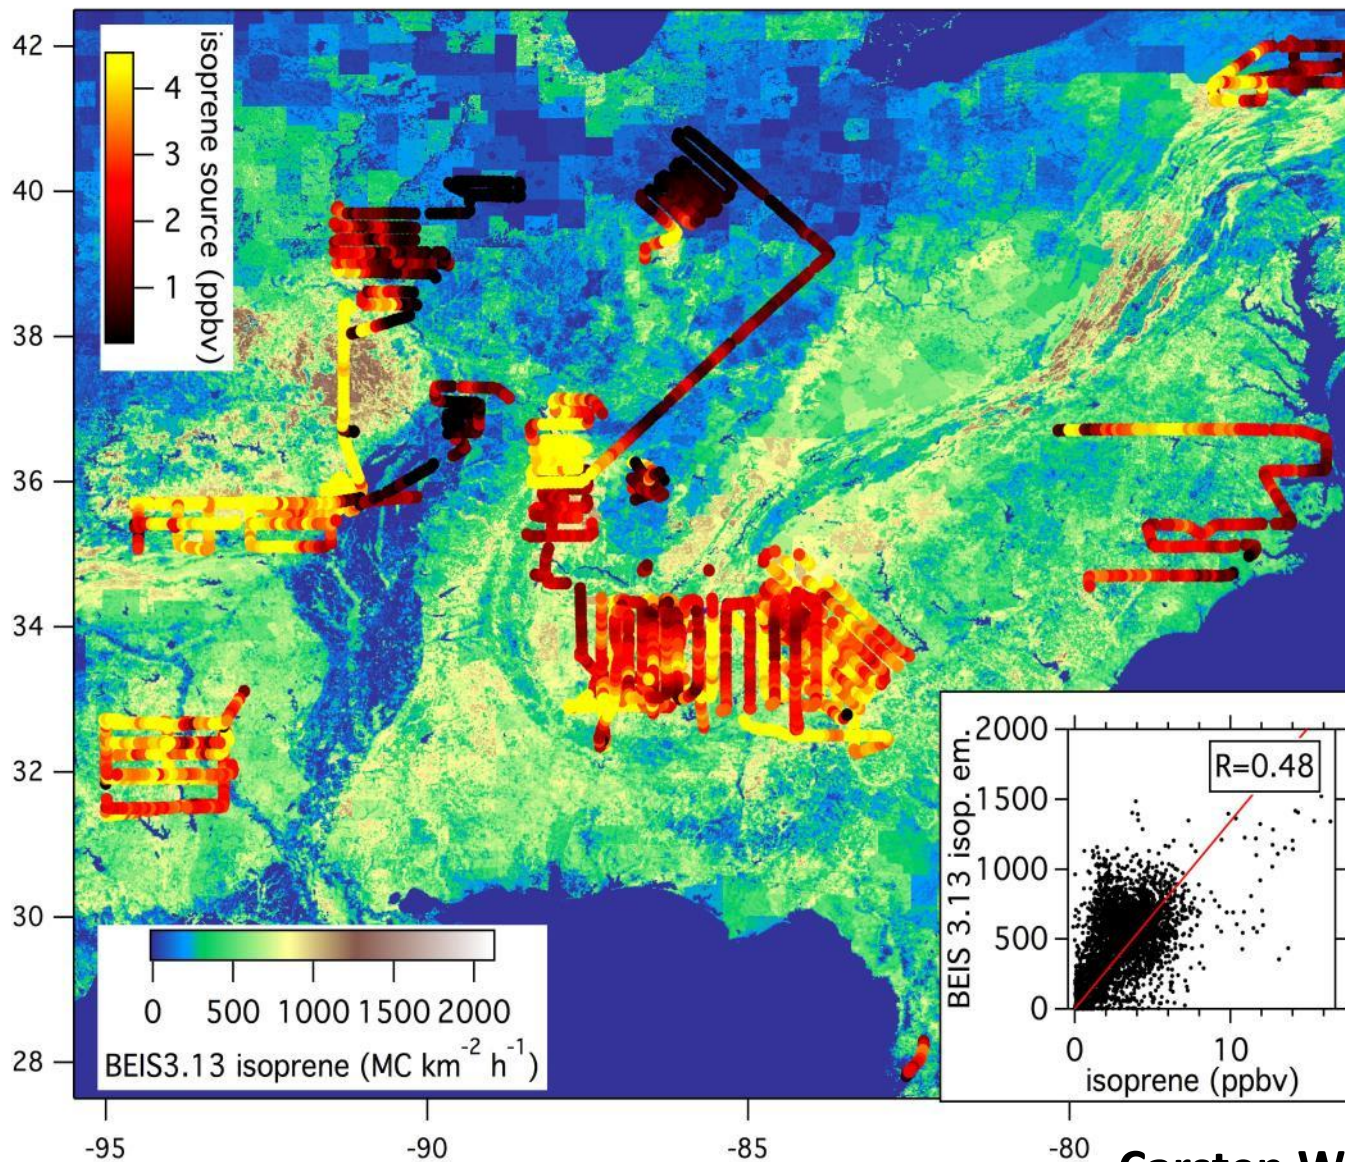 42
40
38
36
34
32
30
28
isoprene source (ppbv)
4
3
2
1
0 500 1000 1500 2000
BEIS3.13 isoprene (MC km⁻² h⁻¹)
BEIS 3.13 isop. em.
2000
1500
1000
500
0
R=0.48
0 10
isoprene (ppbv)
-95 -90 -85 -80
Carsten W